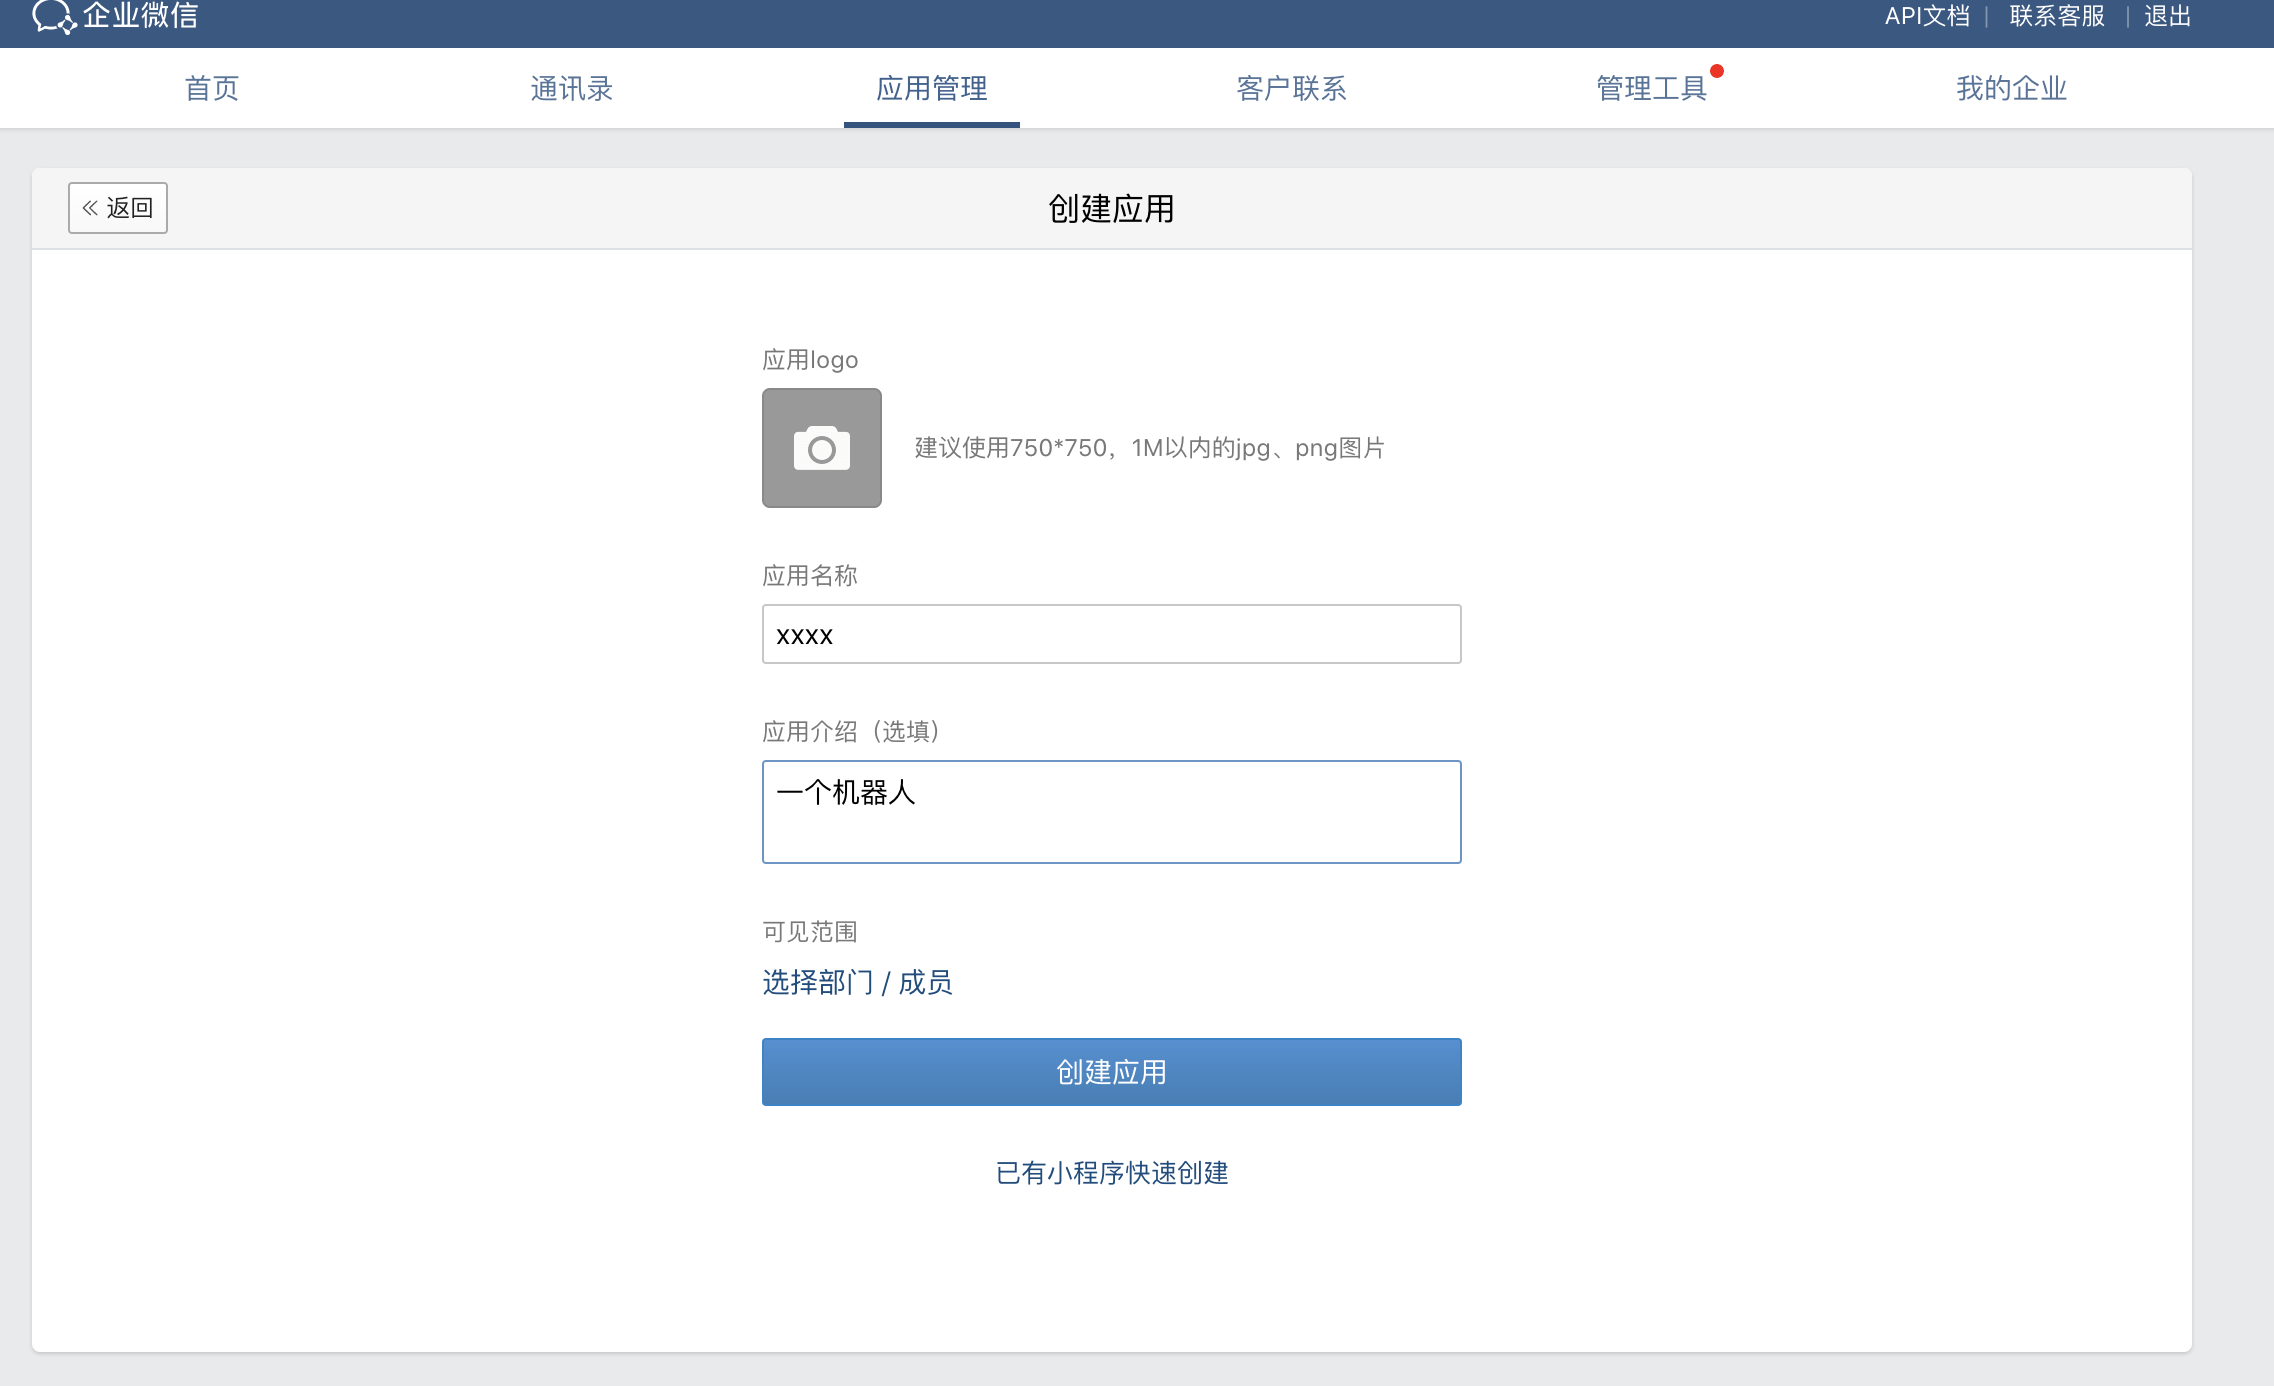 企业微信
API文档 | 联系客服 | 退出
首页 通讯录 应用管理 客户联系 管理工具 我的企业
« 返回
创建应用
应用logo
建议使用750*750，1M以内的jpg、png图片
应用名称
xxxx
应用介绍（选填）
一个机器人
可见范围
选择部门 / 成员
创建应用
已有小程序快速创建